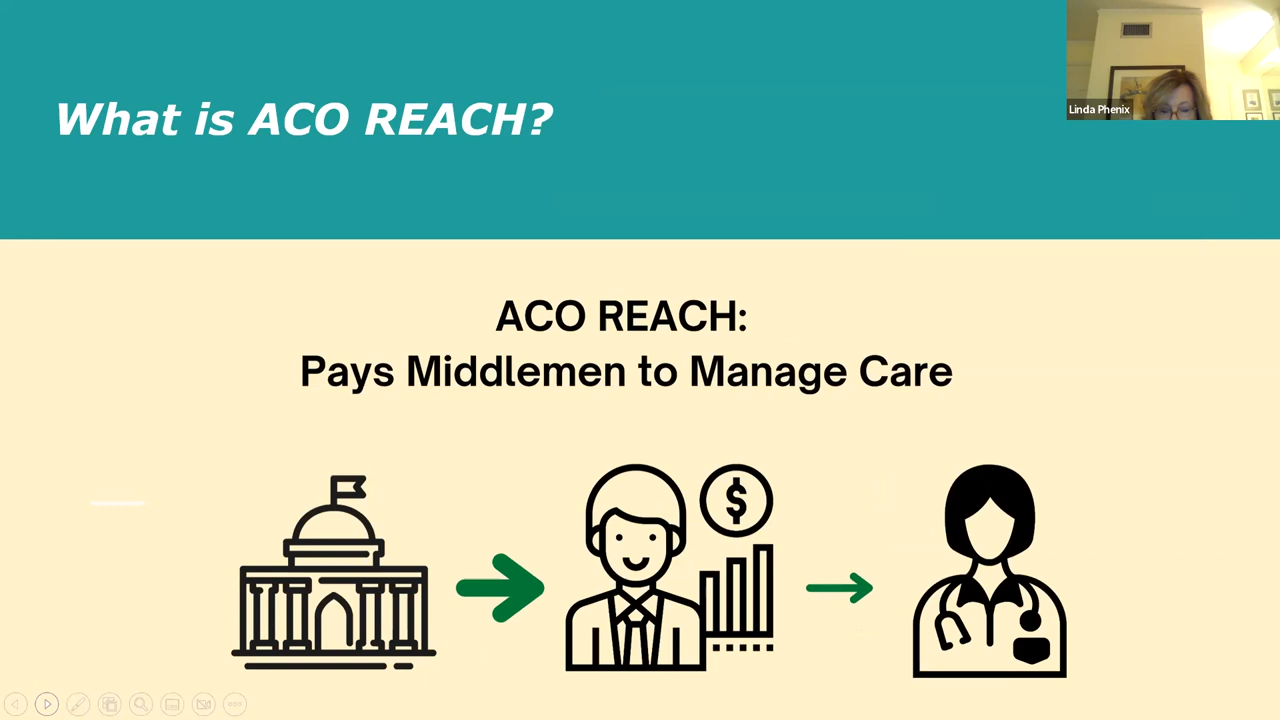 What is ACO REACH?
Linda Phenix
ACO REACH:
Pays Middlemen to Manage Care
$